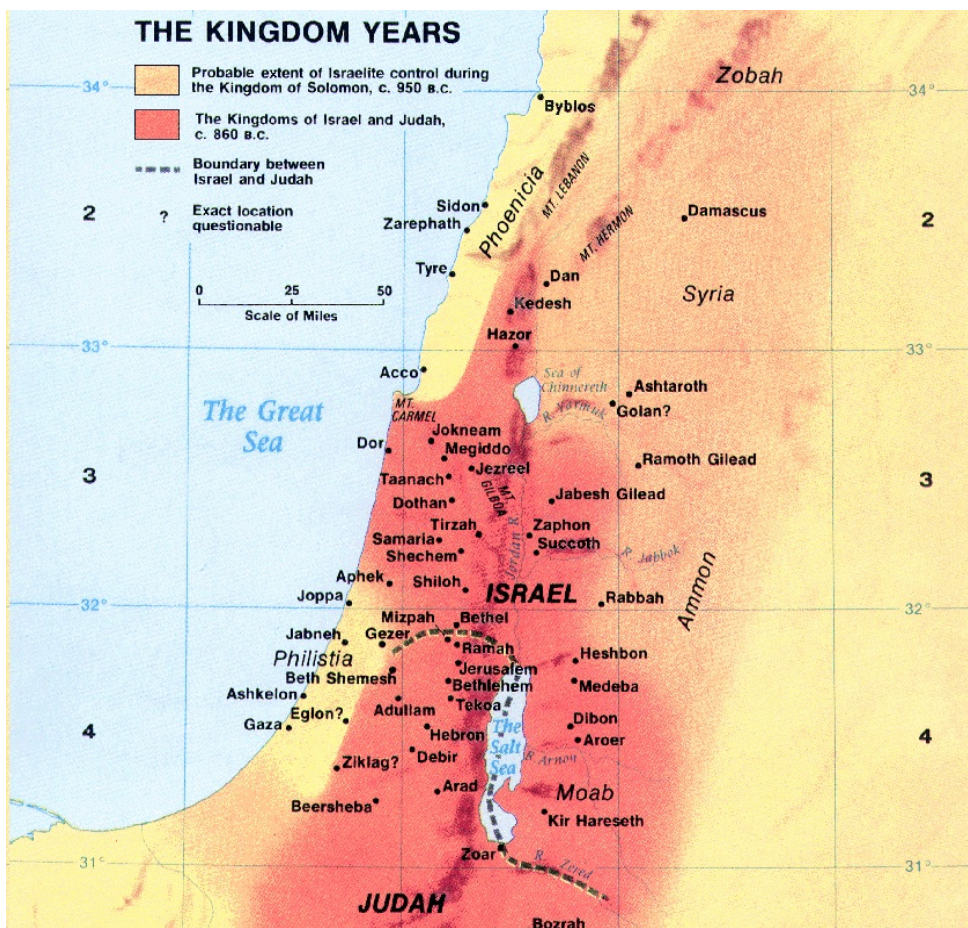 THE KINGDOM YEARS
Probable extent of Israelite control during
the Kingdom of Solomon, c. 950 B.C.
The Kingdoms of Israel and Judah,
c. 860 B.C.
Boundary between
Israel and Judah
?
Exact location
questionable
0 25 50
Scale of Miles
Zobah
34° 34°
Byblos
Phoenicia
MT. LEBANON
2 2
Sidon
Damascus
Zarephath
MT. HERMON
Tyre
Dan
Syria
Kedesh
Hazor
33° 33°
Acco
Sea of
Chinnereth
Ashtaroth
MT.
CARMEL
R. Yarmuk
Golan?
The Great
Sea
Jokneam
Dor
Megiddo
Ramoth Gilead
Jezreel
3 3
Taanach
MT.
GILBOA
Dothan
Jabesh Gilead
Tirzah
Zaphon
Samaria
Succoth
Shechem
Jordan R.
R. Jabbok
Aphek
Shiloh
ISRAEL
Ammon
Joppa
Rabbah
32° 32°
Mizpah
Bethel
Jabneh
Gezer
Ramah
Philistia
Heshbon
Beth Shemesh
Jerusalem
Bethlehem
Medeba
Ashkelon
Tekoa
Adullam
Eglon?
Gaza
Dibon
The
Salt
Sea
Hebron
Aroer
4 4
Debir
R. Arnon
Ziklag?
Arad
Moab
Beersheba
Kir Hareseth
Zoar
R. Zered
31° 31°
JUDAH
Bozrah